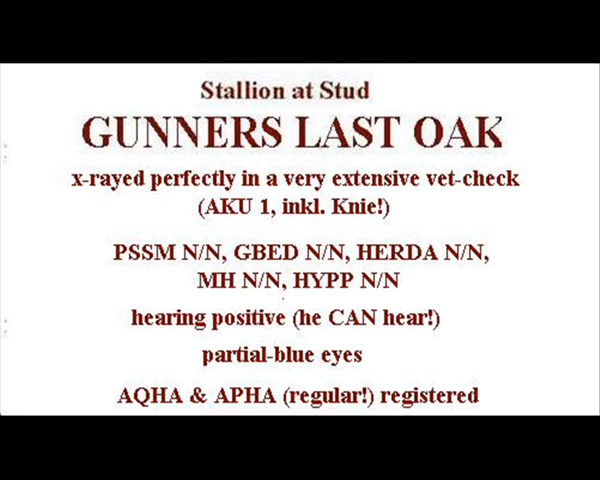 Stallion at Stud
GUNNERS LAST OAK
x-rayed perfectly in a very extensive vet-check
(AKU 1, inkl. Knie!)
PSSM N/N, GBED N/N, HERDA N/N,
MH N/N, HYPP N/N
hearing positive (he CAN hear!)
partial-blue eyes
AQHA & APHA (regular!) registered